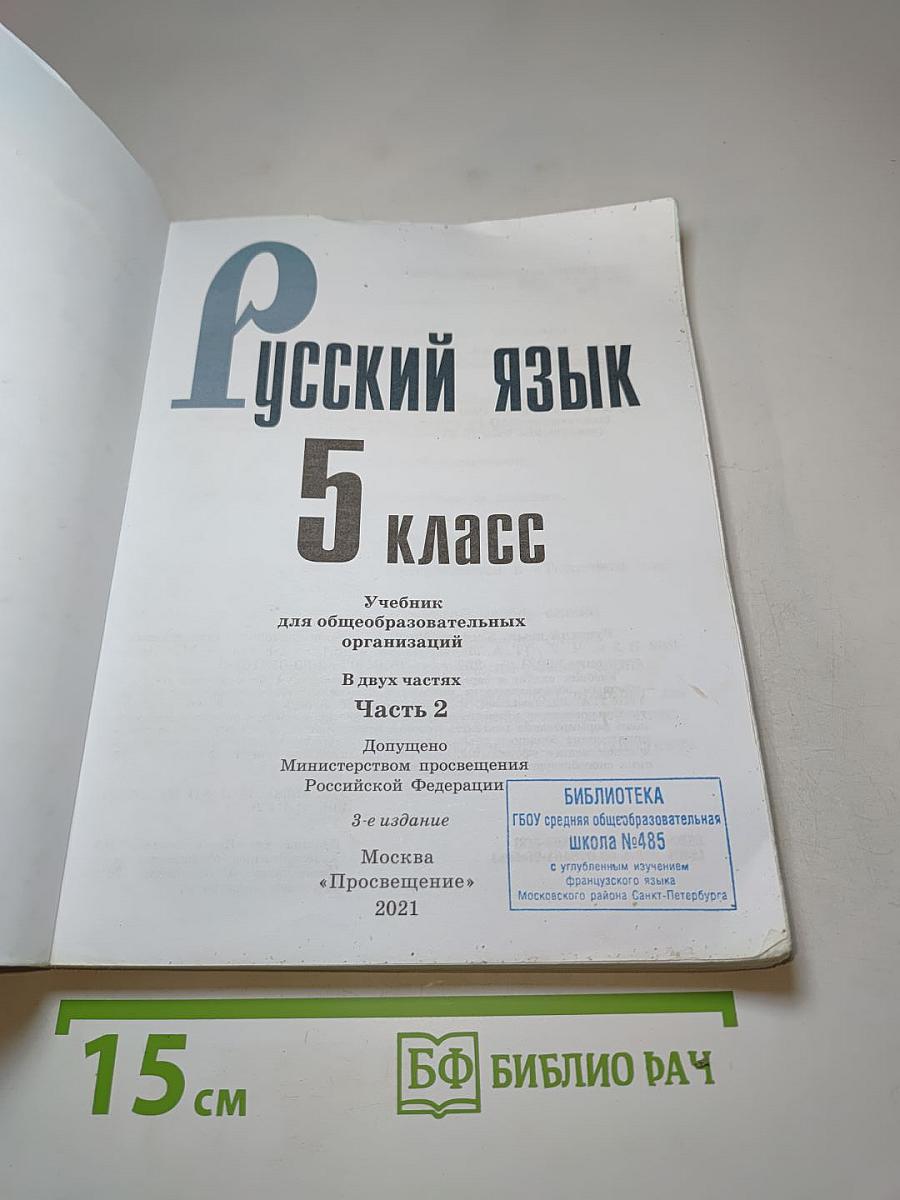 Русский язык
5 класс
Учебник
для общеобразовательных
организаций
В двух частях
Часть 2
Допущено
Министерством просвещения
Российской Федерации
3-е издание
Москва
«Просвещение»
2021
БИБЛИОТЕКА
ГБОУ средняя общеобразовательная
школа №485
с углубленным изучением
французского языка
Московского района Санкт-Петербурга
15 см
БФ БИБЛИО